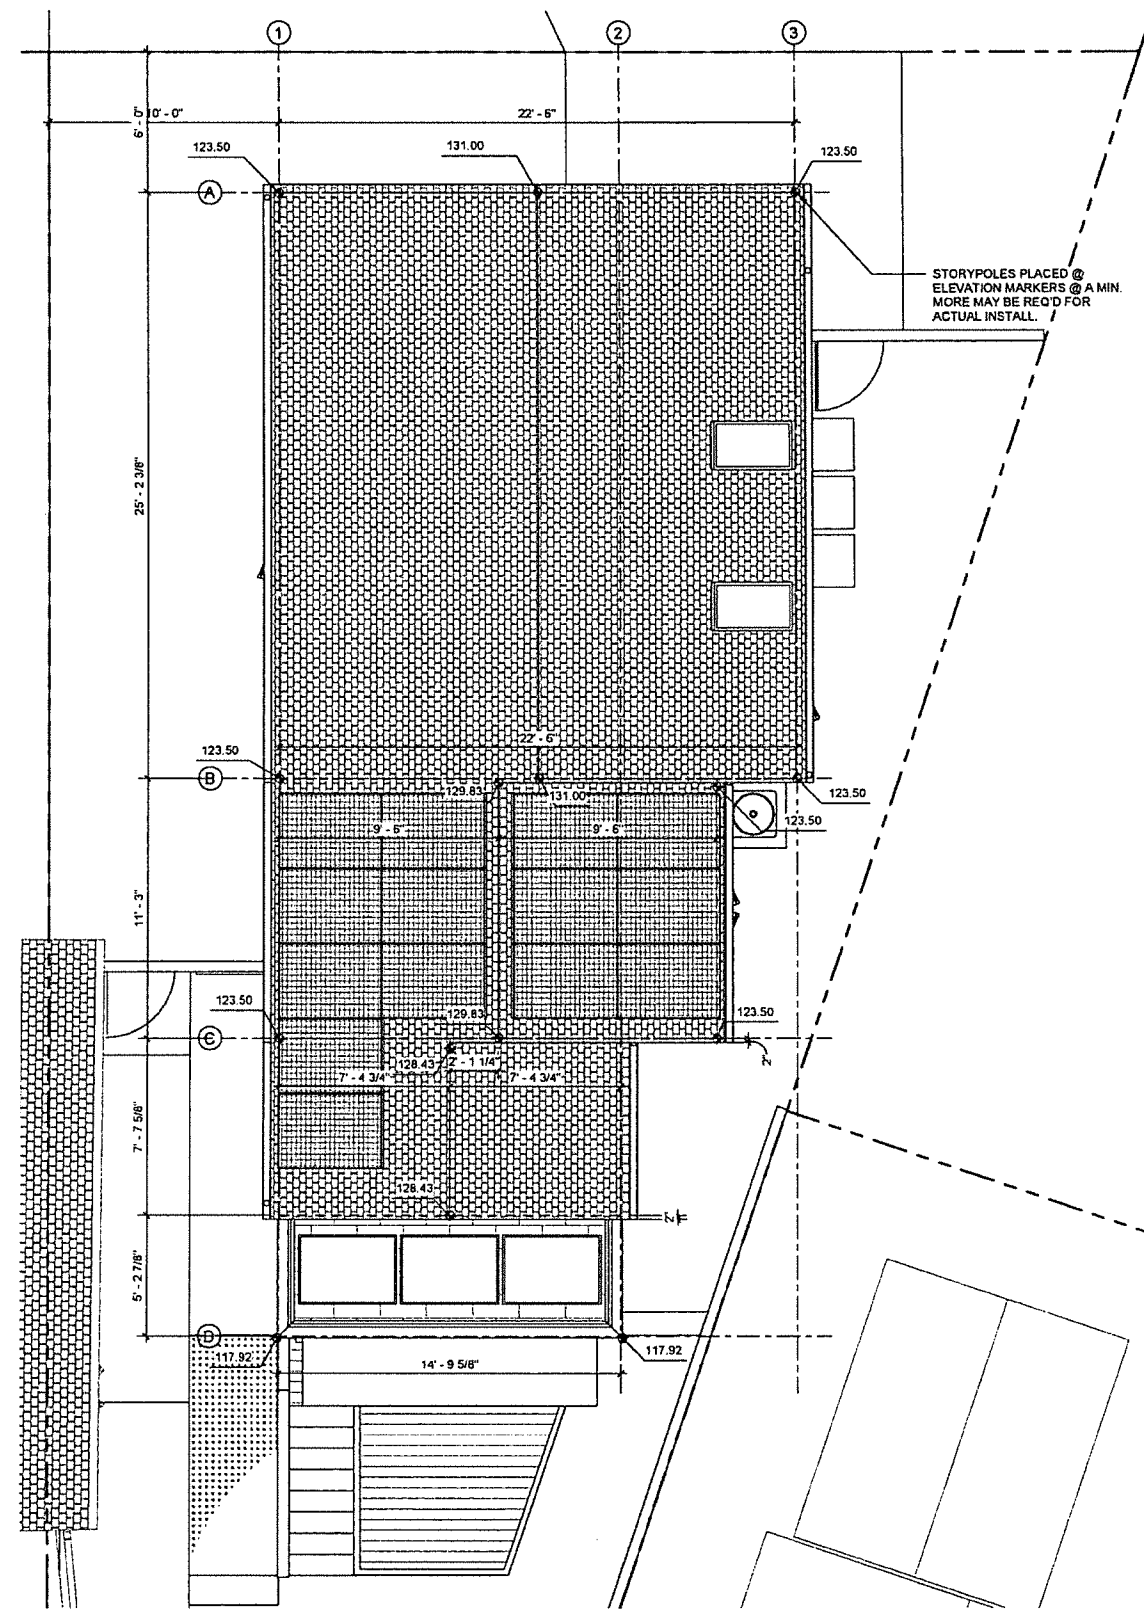 1
2
3
6' - 0"
10' - 0"
22' - 6"
123.50
131.00
123.50
A
STORYPOLES PLACED @
ELEVATION MARKERS @ A MIN.
MORE MAY BE REQ'D FOR
ACTUAL INSTALL.
25' - 2 3/8"
22' - 6"
123.50
B
129.83
131.00
123.50
123.50
9' - 6"
9' - 6"
11' - 3"
123.50
129.83
123.50
C
128.43
2' - 1 1/4"
2'
7' - 4 3/4"
7' - 4 3/4"
7' - 7 5/8"
128.43
2'
5' - 2 7/8"
D
117.92
14' - 9 5/8"
117.92